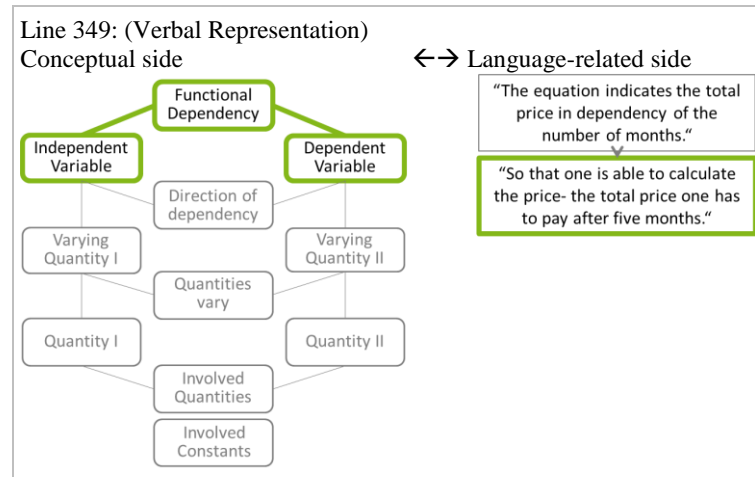 Line 349: (Verbal Representation)
Conceptual side ←→ Language-related side
Functional
Dependency
Independent
Variable
Dependent
Variable
Direction of
dependency
Varying
Quantity I
Varying
Quantity II
Quantities
vary
Quantity I
Quantity II
Involved
Quantities
Involved
Constants
“The equation indicates the total
price in dependency of the
number of months.“
“So that one is able to calculate
the price- the total price one has
to pay after five months.“